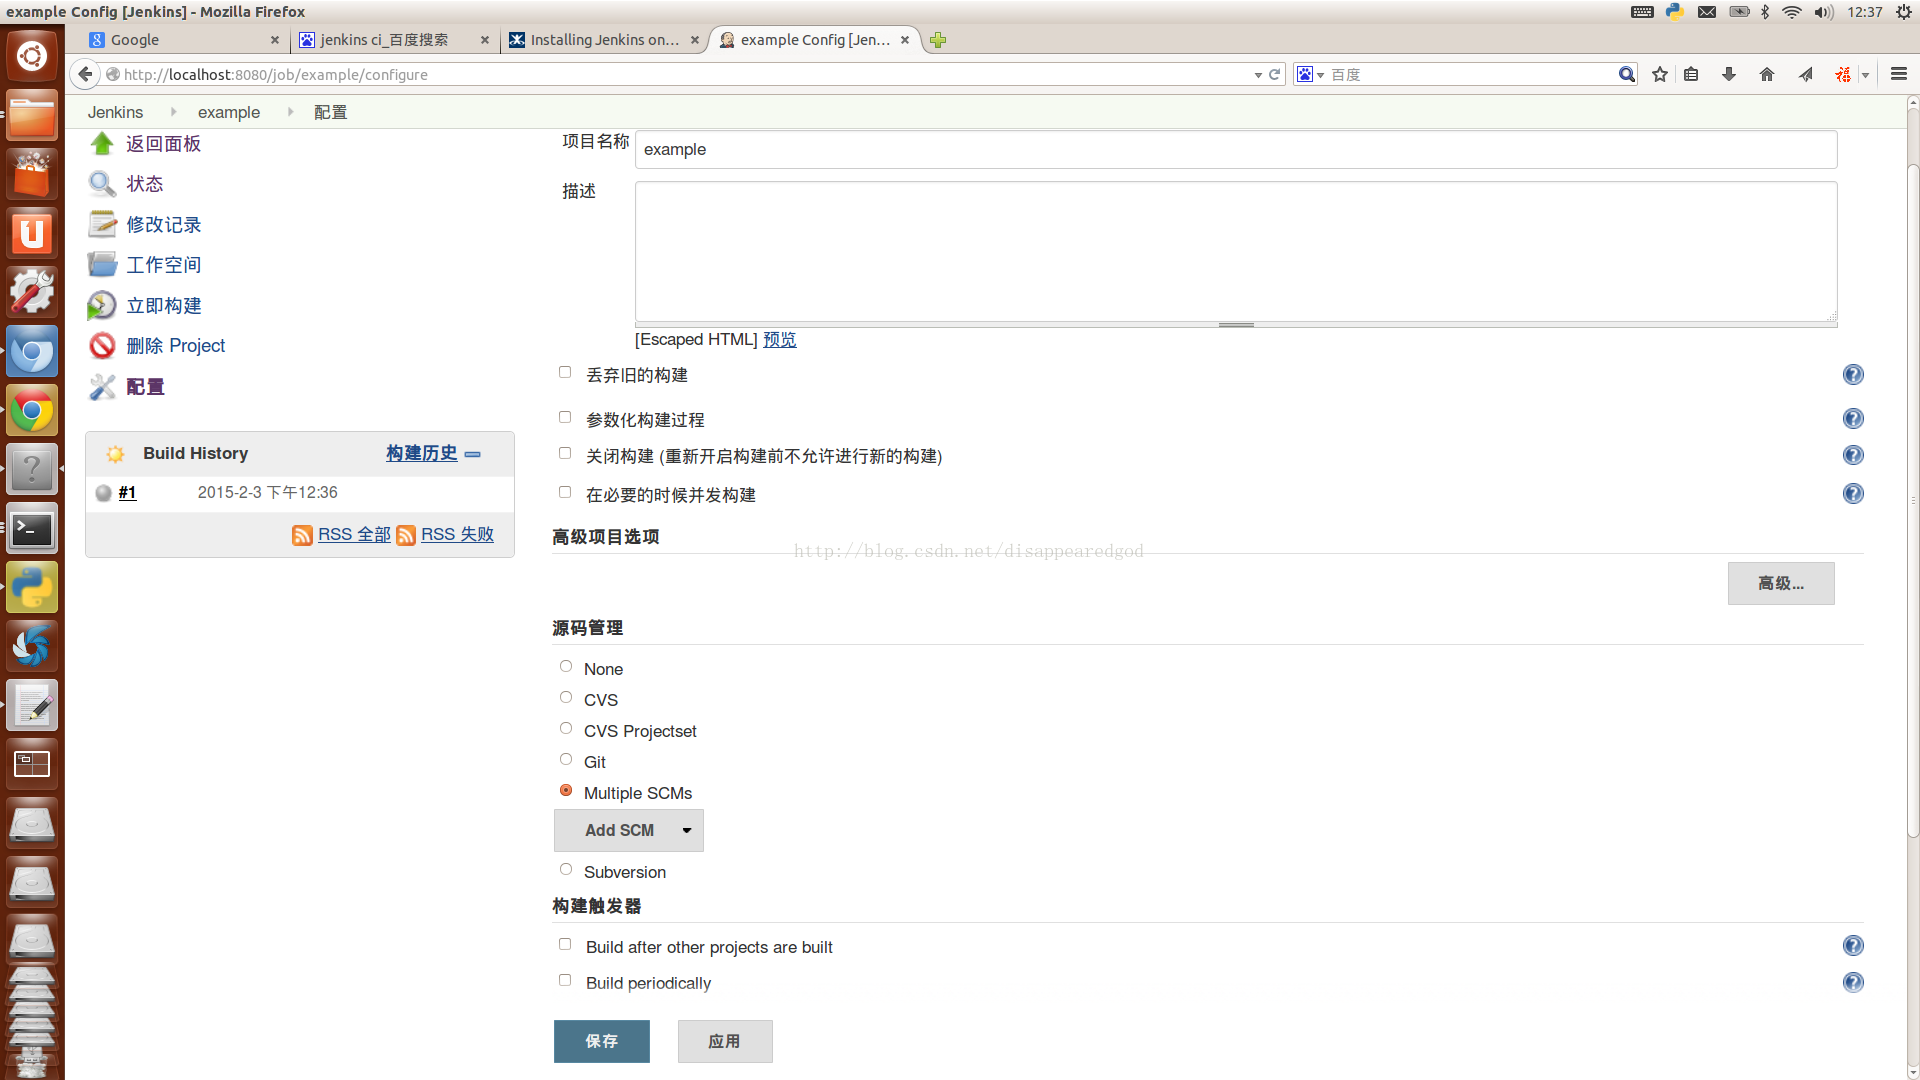 example Config [Jenkins] - Mozilla Firefox
12:37
Google
jenkins ci_百度搜索
Installing Jenkins on...
example Config [Jen...
http://localhost:8080/job/example/configure
百度
Jenkins
example
配置
返回面板
状态
修改记录
工作空间
立即构建
删除 Project
配置
Build History
构建历史
#1
2015-2-3 下午12:36
RSS 全部
RSS 失败
项目名称
example
描述
[Escaped HTML] 预览
丢弃旧的构建
参数化构建过程
关闭构建 (重新开启构建前不允许进行新的构建)
在必要的时候并发构建
高级项目选项
http://blog.csdn.net/disappearedgod
高级...
源码管理
None
CVS
CVS Projectset
Git
Multiple SCMs
Add SCM
Subversion
构建触发器
Build after other projects are built
Build periodically
保存
应用